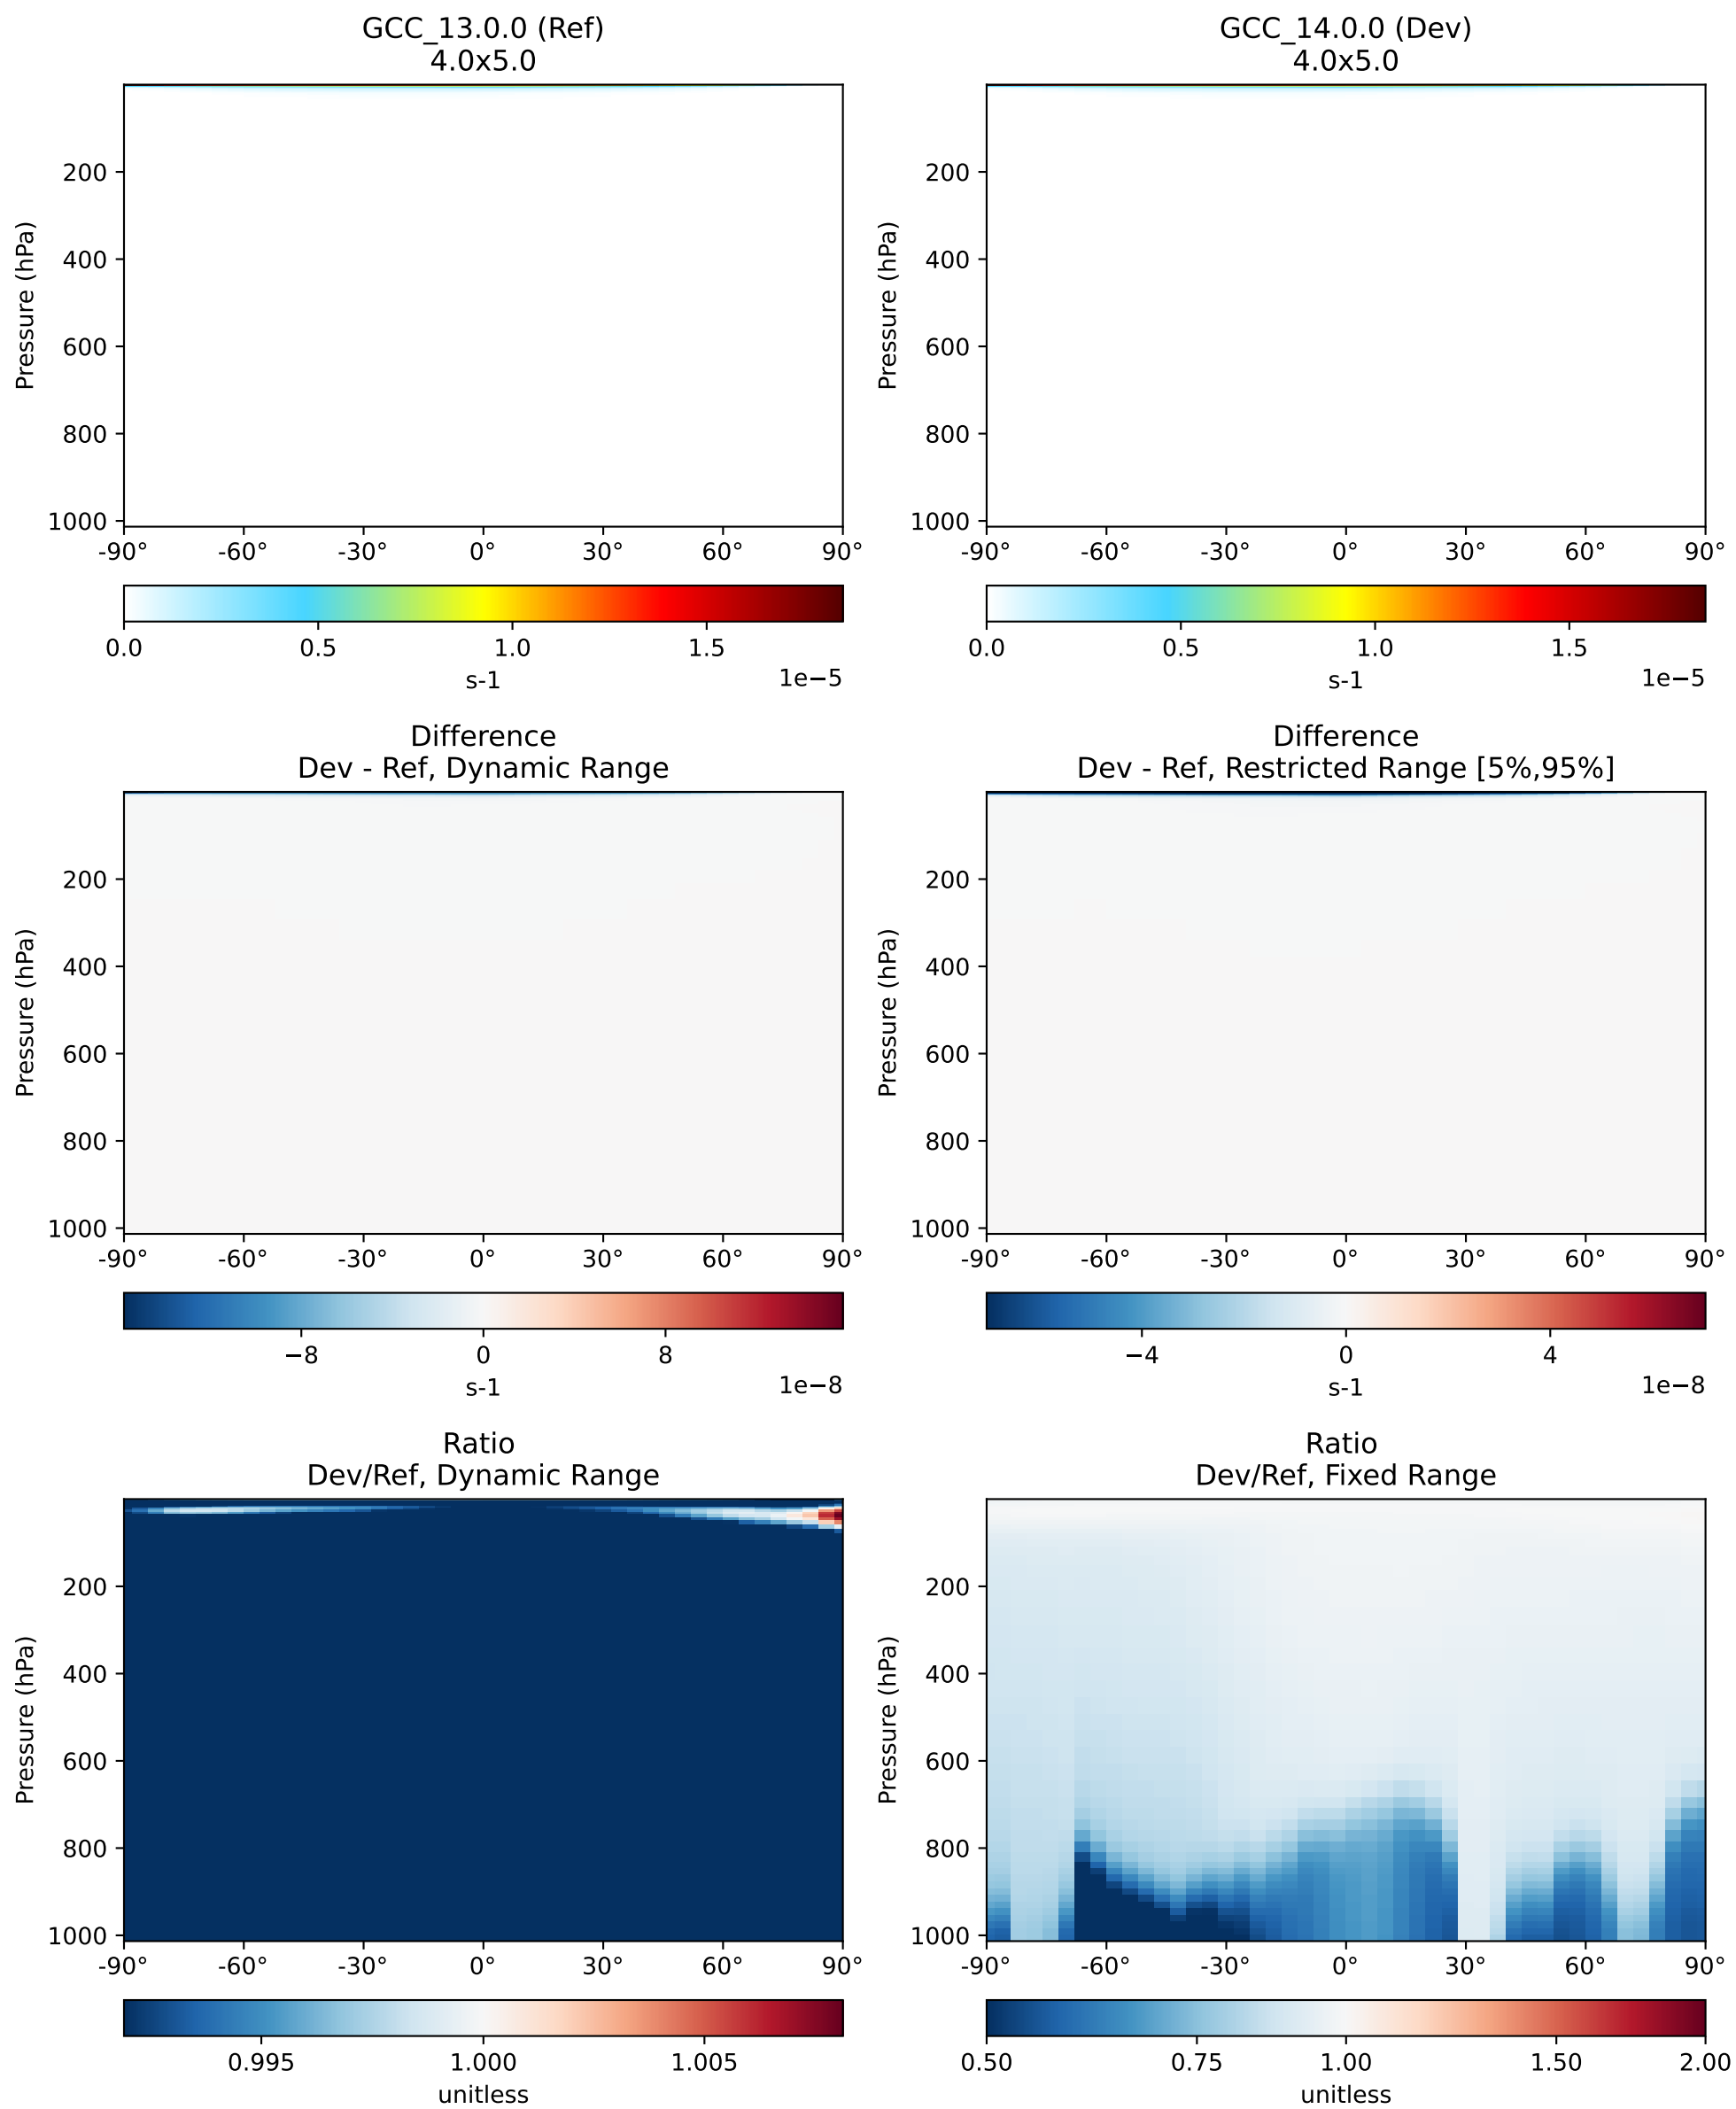 GCC_13.0.0 (Ref)
4.0x5.0
Pressure (hPa)
200
400
600
800
1000
-90° -60° -30° 0° 30° 60° 90°
0.0 0.5 1.0 1.5
s-1
1e−5
GCC_14.0.0 (Dev)
4.0x5.0
Pressure (hPa)
200
400
600
800
1000
-90° -60° -30° 0° 30° 60° 90°
0.0 0.5 1.0 1.5
s-1
1e−5
Difference
Dev - Ref, Dynamic Range
Pressure (hPa)
200
400
600
800
1000
-90° -60° -30° 0° 30° 60° 90°
−8 0 8
s-1
1e−8
Difference
Dev - Ref, Restricted Range [5%,95%]
Pressure (hPa)
200
400
600
800
1000
-90° -60° -30° 0° 30° 60° 90°
−4 0 4
s-1
1e−8
Ratio
Dev/Ref, Dynamic Range
Pressure (hPa)
200
400
600
800
1000
-90° -60° -30° 0° 30° 60° 90°
0.995 1.000 1.005
unitless
Ratio
Dev/Ref, Fixed Range
Pressure (hPa)
200
400
600
800
1000
-90° -60° -30° 0° 30° 60° 90°
0.50 0.75 1.00 1.50 2.00
unitless